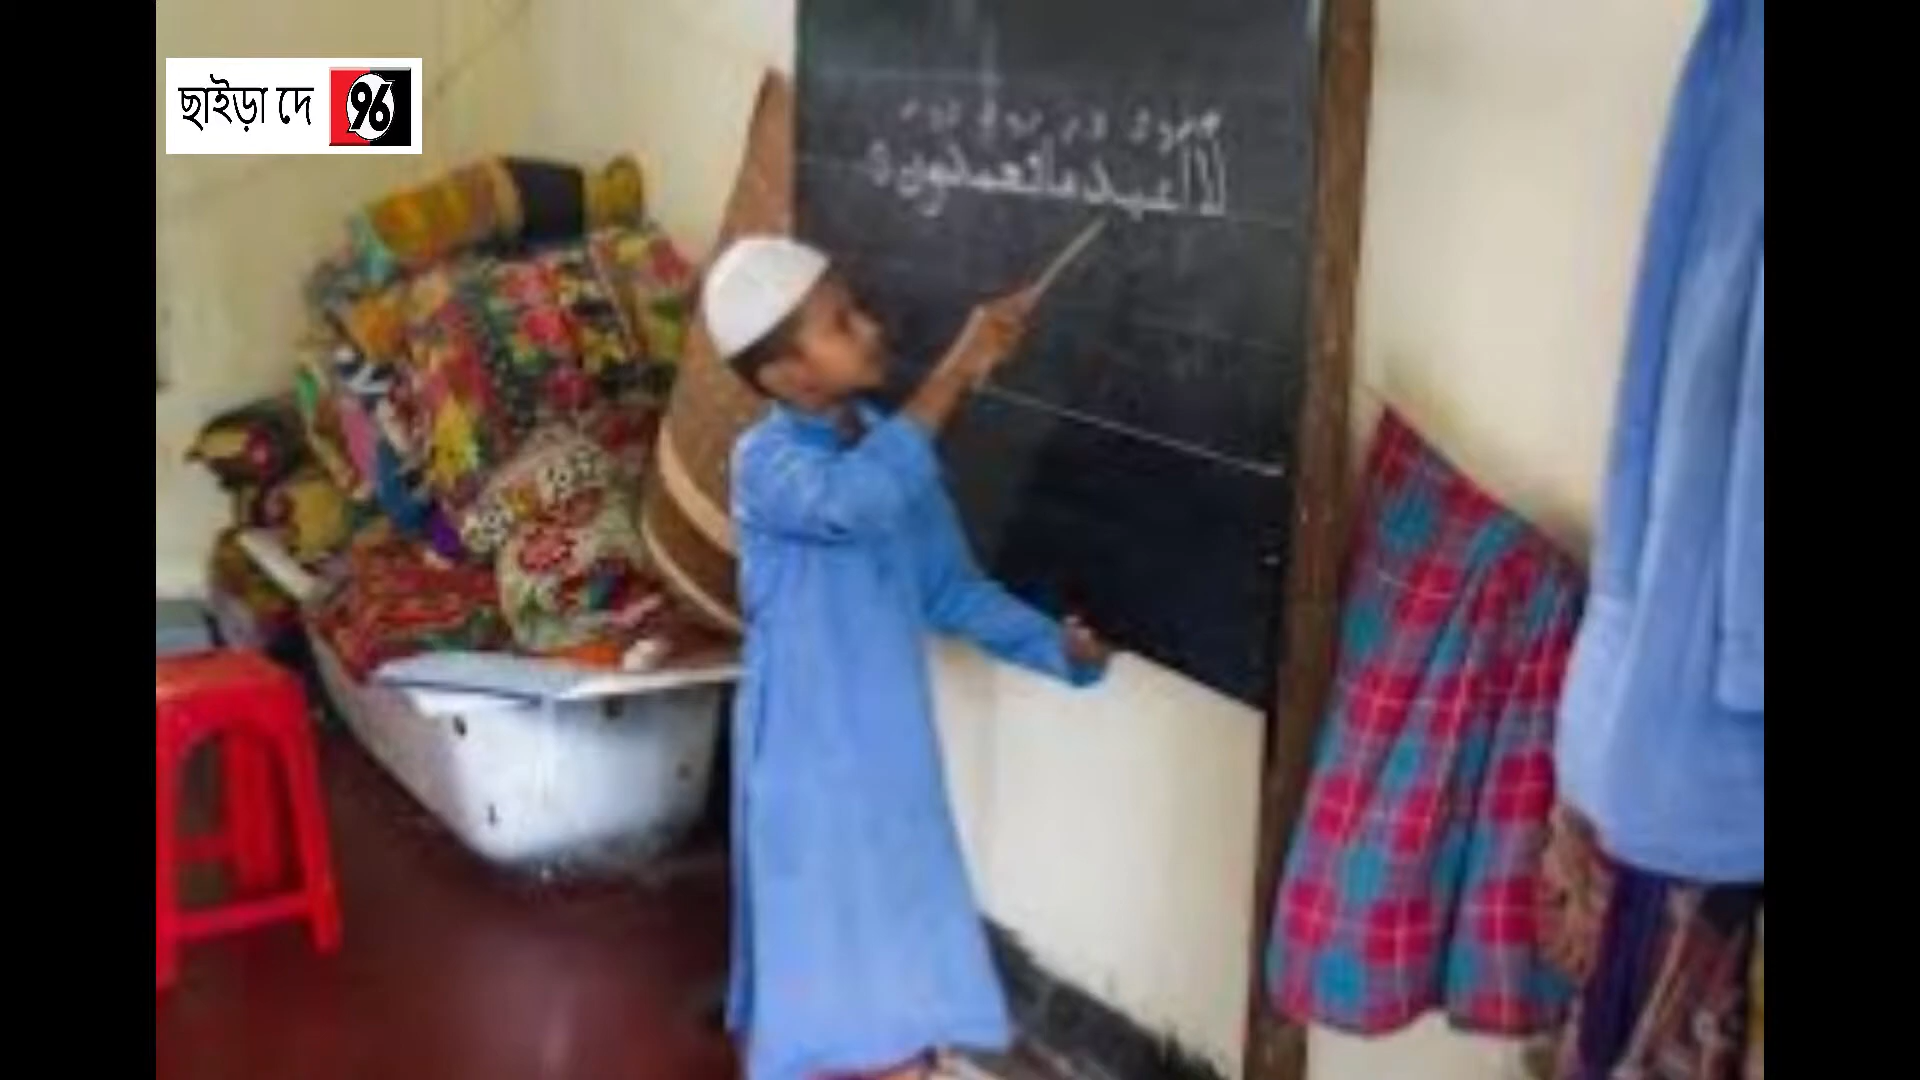 ছাইড়া দে 96
لا اعبد ما تعبدون ه